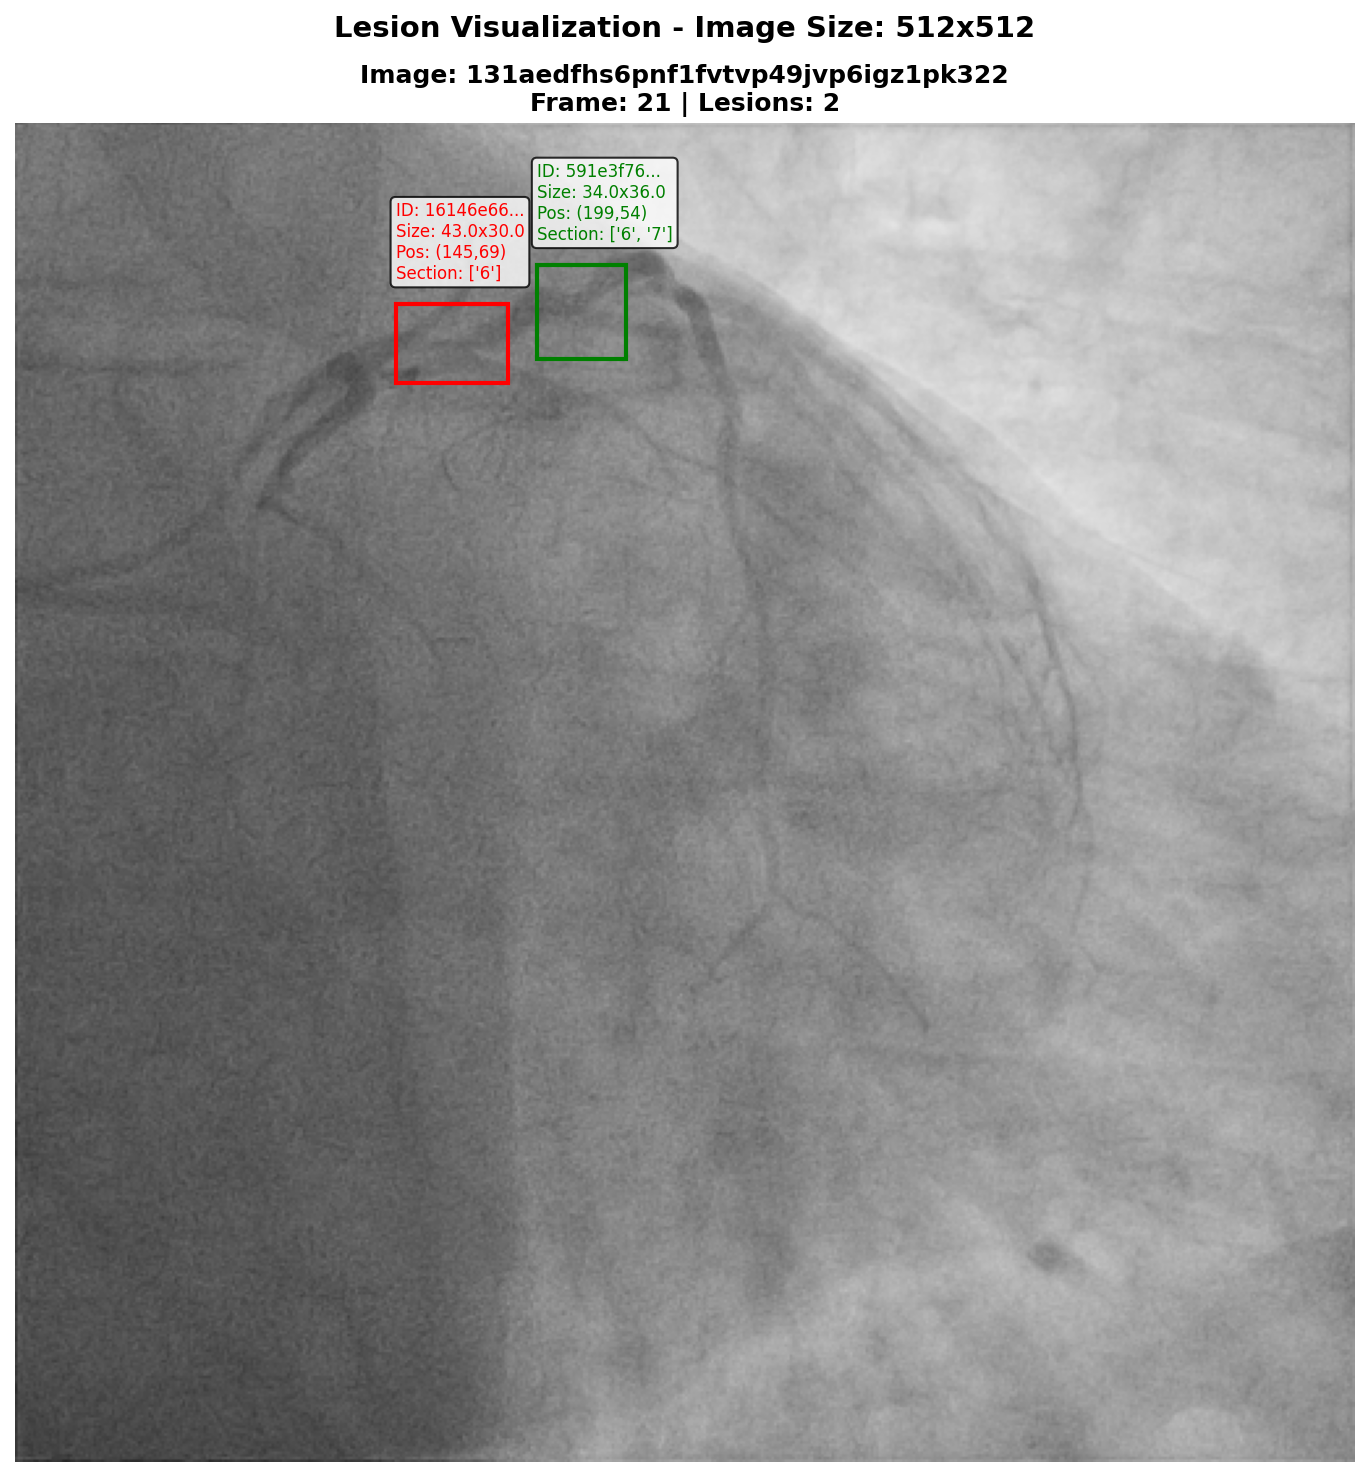 Lesion Visualization - Image Size: 512x512
Image: 131aedfhs6pnf1fvtvp49jvp6igz1pk322
Frame: 21 | Lesions: 2
ID: 591e3f76...
Size: 34.0x36.0
Pos: (199,54)
Section: ['6', '7']
ID: 16146e66...
Size: 43.0x30.0
Pos: (145,69)
Section: ['6']